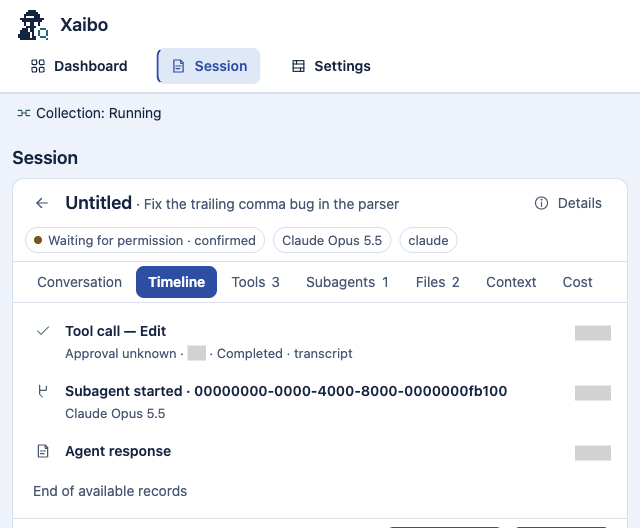 Xaibo
Dashboard Session Settings
Collection: Running
Session
Untitled · Fix the trailing comma bug in the parser Details
Waiting for permission · confirmed Claude Opus 5.5 claude
Conversation Timeline Tools 3 Subagents 1 Files 2 Context Cost
Tool call — Edit
Approval unknown · · Completed · transcript
Subagent started · 00000000-0000-4000-8000-0000000fb100
Claude Opus 5.5
Agent response
End of available records